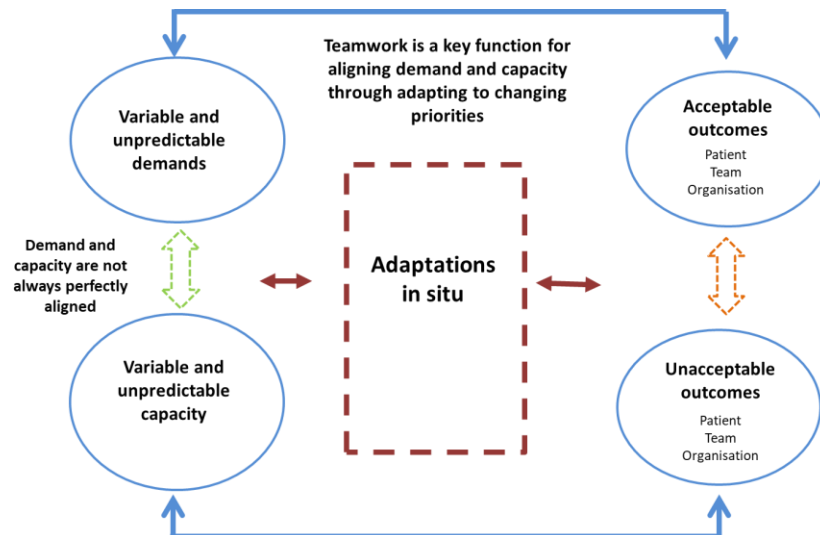 Teamwork is a key function for
aligning demand and capacity
through adapting to changing
priorities
Variable and
unpredictable
demands
Acceptable
outcomes
Patient
Team
Organisation
Demand and
capacity are not
always perfectly
aligned
Adaptations
in situ
Variable and
unpredictable
capacity
Unacceptable
outcomes
Patient
Team
Organisation